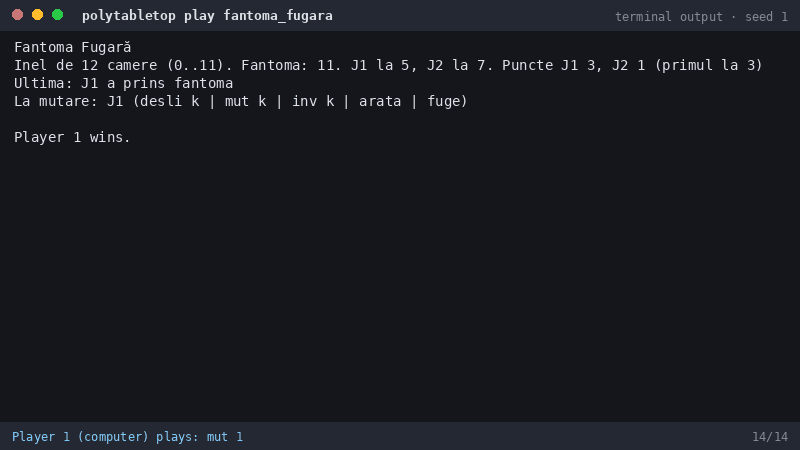 polytabletop play fantoma_fugara
terminal output · seed 1
Fantoma Fugară
Inel de 12 camere (0..11). Fantoma: 11. J1 la 5, J2 la 7. Puncte J1 3, J2 1 (primul la 3)
Ultima: J1 a prins fantoma
La mutare: J1 (desli k | mut k | inv k | arata | fuge)
Player 1 wins.
Player 1 (computer) plays: mut 1
14/14